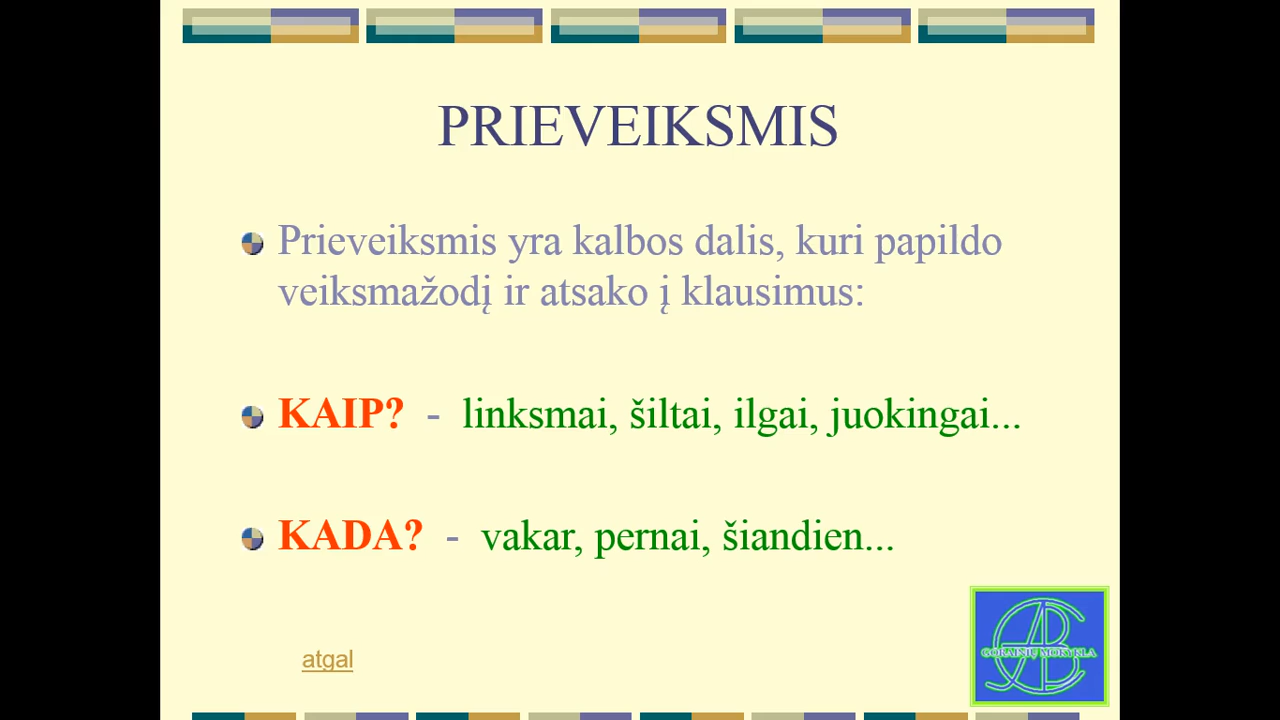 PRIEVEIKSMIS
Prieveiksmis yra kalbos dalis, kuri papildo
veiksmažodį ir atsako į klausimus:
KAIP? - linksmai, šiltai, ilgai, juokingai...
KADA? - vakar, pernai, šiandien...
atgal
MOKYKLA